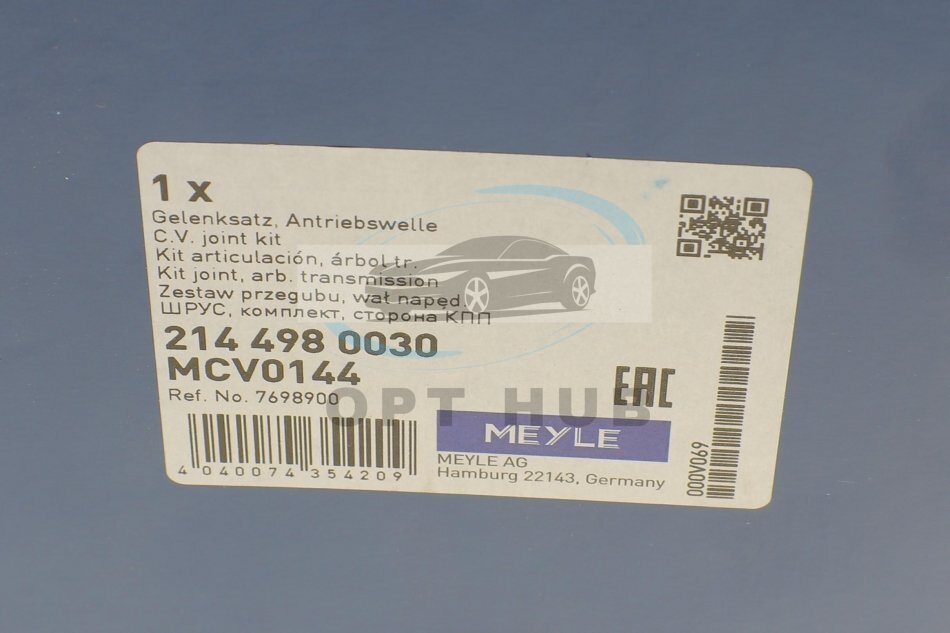 1 x
Gelenksatz, Antriebswelle
C.V. joint kit
Kit articulación, árbol tr.
Kit joint, arb. transmission
Zestaw przegubu, wał napęd.
ШРУС, комплект, сторона КПП
214 498 0030
MCV0144
Ref. No. 7698900
EAC
OPT HUB
MEYLE
MEYLE AG
Hamburg 22143, Germany
4 040074 354209
000V069